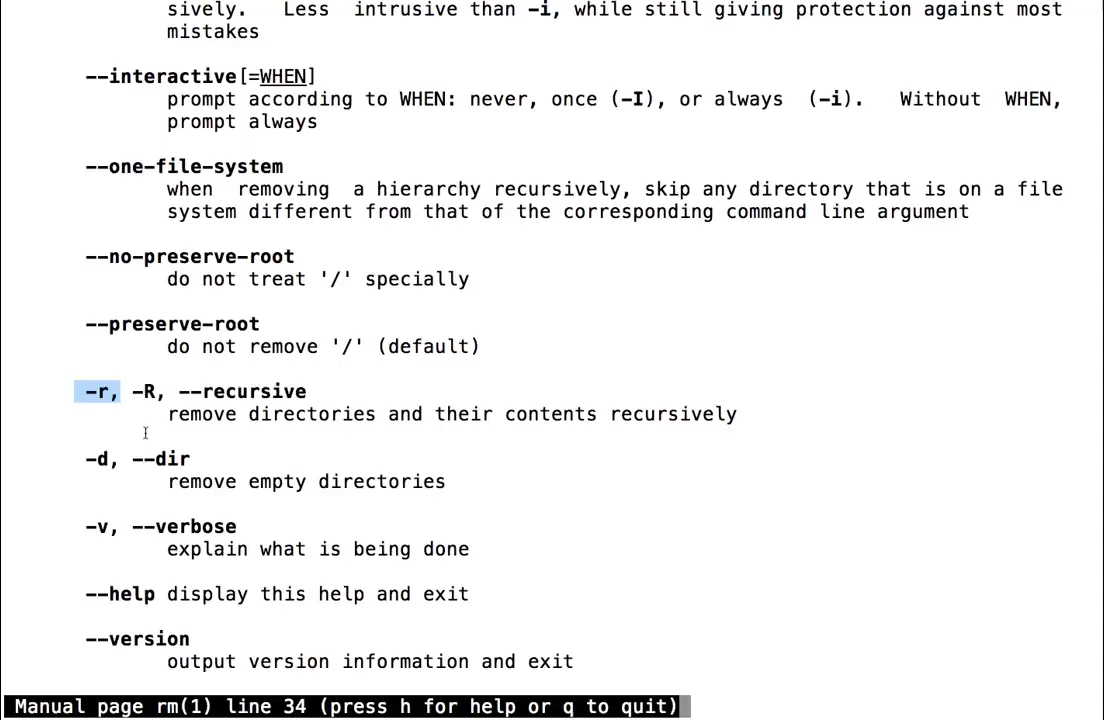 sively.   Less  intrusive than -i, while still giving protection against most
mistakes
--interactive[=WHEN]
prompt according to WHEN: never, once (-I), or always  (-i).   Without  WHEN,
prompt always
--one-file-system
when  removing  a hierarchy recursively, skip any directory that is on a file
system different from that of the corresponding command line argument
--no-preserve-root
do not treat '/' specially
--preserve-root
do not remove '/' (default)
-r, -R, --recursive
remove directories and their contents recursively
-d, --dir
remove empty directories
-v, --verbose
explain what is being done
--help display this help and exit
--version
output version information and exit
Manual page rm(1) line 34 (press h for help or q to quit)